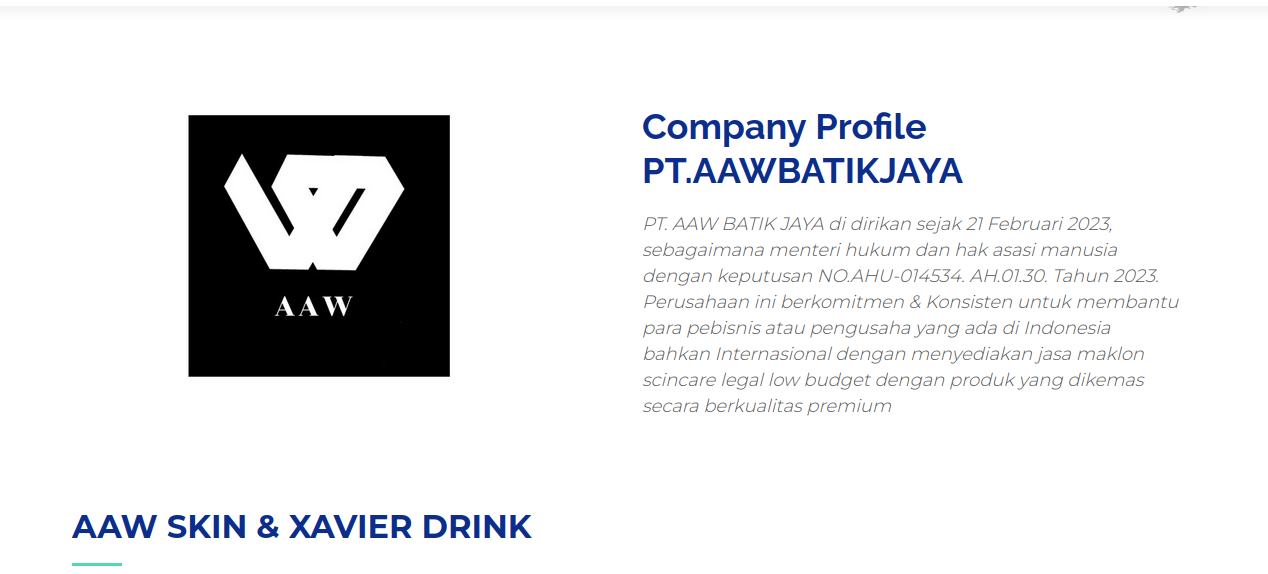 AAW
Company Profile
PT.AAWBATIKJAYA
PT. AAW BATIK JAYA di dirikan sejak 21 Februari 2023,
sebagaimana menteri hukum dan hak asasi manusia
dengan keputusan NO.AHU-014534. AH.01.30. Tahun 2023.
Perusahaan ini berkomitmen & Konsisten untuk membantu
para pebisnis atau pengusaha yang ada di Indonesia
bahkan Internasional dengan menyediakan jasa maklon
scincare legal low budget dengan produk yang dikemas
secara berkualitas premium
AAW SKIN & XAVIER DRINK